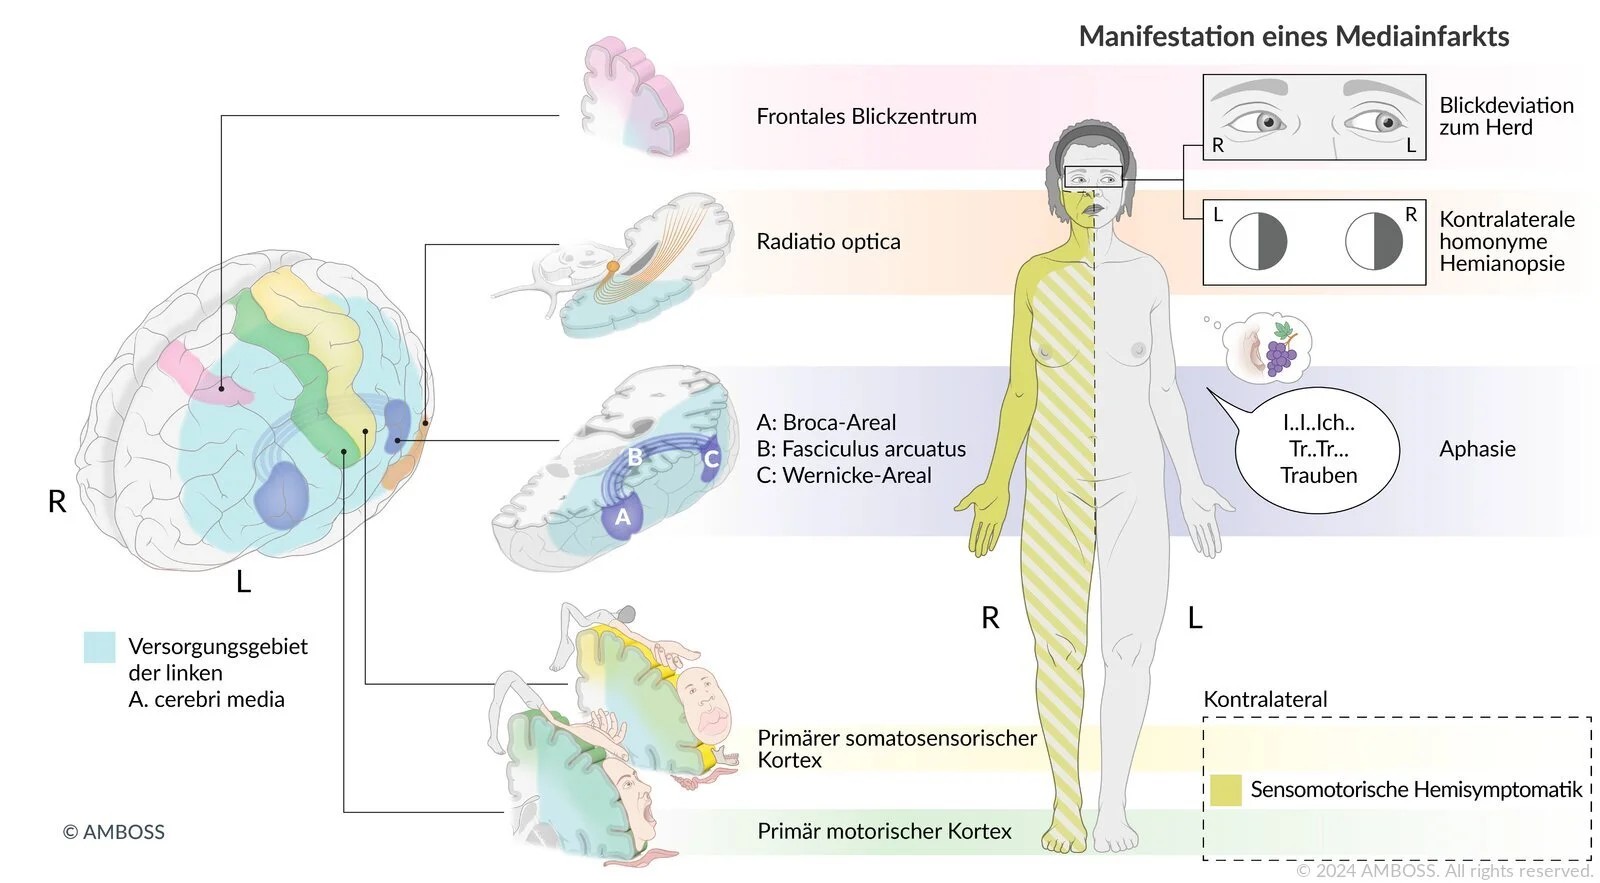 Manifestation eines Mediainfarkts
Frontales Blickzentrum
R
L
Blickdeviation
zum Herd
Radiatio optica
L
R
Kontralaterale
homonyme
Hemianopsie
A: Broca-Areal
B: Fasciculus arcuatus
C: Wernicke-Areal
B
C
A
I..I..Ich..
Tr..Tr...
Trauben
Aphasie
R
L
R
L
Versorgungsgebiet
der linken
A. cerebri media
Kontralateral
Primärer somatosensorischer
Kortex
Sensomotorische Hemisymptomatik
Primär motorischer Kortex
© AMBOSS
© 2024 AMBOSS. All rights reserved.